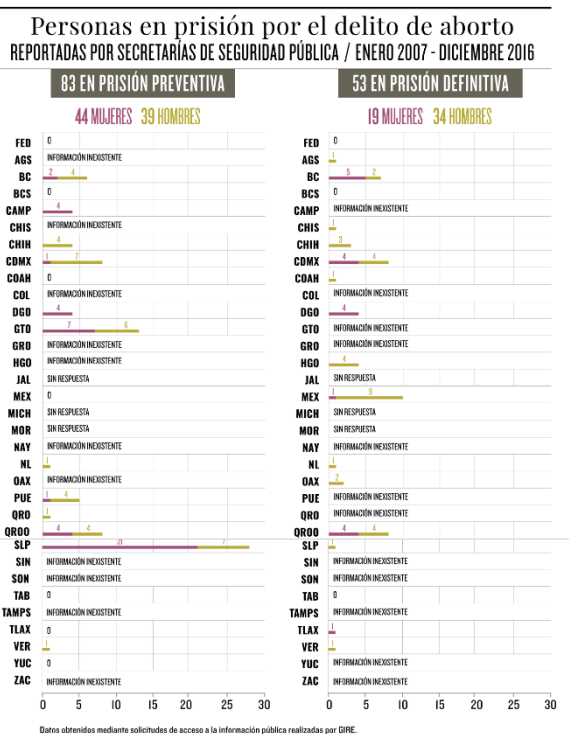 Personas en prisión por el delito de aborto
REPORTADAS POR SECRETARÍAS DE SEGURIDAD PÚBLICA / ENERO 2007 - DICIEMBRE 2016
83 EN PRISIÓN PREVENTIVA
44 MUJERES 39 HOMBRES
FED 0
AGS INFORMACIÓN INEXISTENTE
BC 2 4
BCS 0
CAMP 4
CHIS INFORMACIÓN INEXISTENTE
CHIH 4
CDMX 1 7
COAH 0
COL INFORMACIÓN INEXISTENTE
DGO 4
GTO 7 6
GRO INFORMACIÓN INEXISTENTE
HGO INFORMACIÓN INEXISTENTE
JAL SIN RESPUESTA
MEX 0
MICH SIN RESPUESTA
MOR SIN RESPUESTA
NAY INFORMACIÓN INEXISTENTE
NL 1
OAX INFORMACIÓN INEXISTENTE
PUE 1 4
QRO 1
QROO 4 4
SLP 7
SIN INFORMACIÓN INEXISTENTE
SON INFORMACIÓN INEXISTENTE
TAB 0
TAMPS INFORMACIÓN INEXISTENTE
TLAX 0
VER 1
YUC 0
ZAC INFORMACIÓN INEXISTENTE
0 5 10 15 20 25 30
53 EN PRISIÓN DEFINITIVA
19 MUJERES 34 HOMBRES
FED 0
AGS 1
BC 5 2
BCS 0
CAMP INFORMACIÓN INEXISTENTE
CHIS 1
CHIH 3
CDMX 4 4
COAH 1
COL INFORMACIÓN INEXISTENTE
DGO 4
GTO INFORMACIÓN INEXISTENTE
GRO INFORMACIÓN INEXISTENTE
HGO 4
JAL SIN RESPUESTA
MEX 1 9
MICH SIN RESPUESTA
MOR SIN RESPUESTA
NAY INFORMACIÓN INEXISTENTE
NL 1
OAX 2
PUE INFORMACIÓN INEXISTENTE
QRO INFORMACIÓN INEXISTENTE
QROO 4 4
SLP 1
SIN INFORMACIÓN INEXISTENTE
SON INFORMACIÓN INEXISTENTE
TAB 0
TAMPS INFORMACIÓN INEXISTENTE
TLAX 1
VER 1
YUC INFORMACIÓN INEXISTENTE
ZAC INFORMACIÓN INEXISTENTE
0 5 10 15 20 25 30
Datos obtenidos mediante solicitudes de acceso a la información pública realizadas por GIRE.